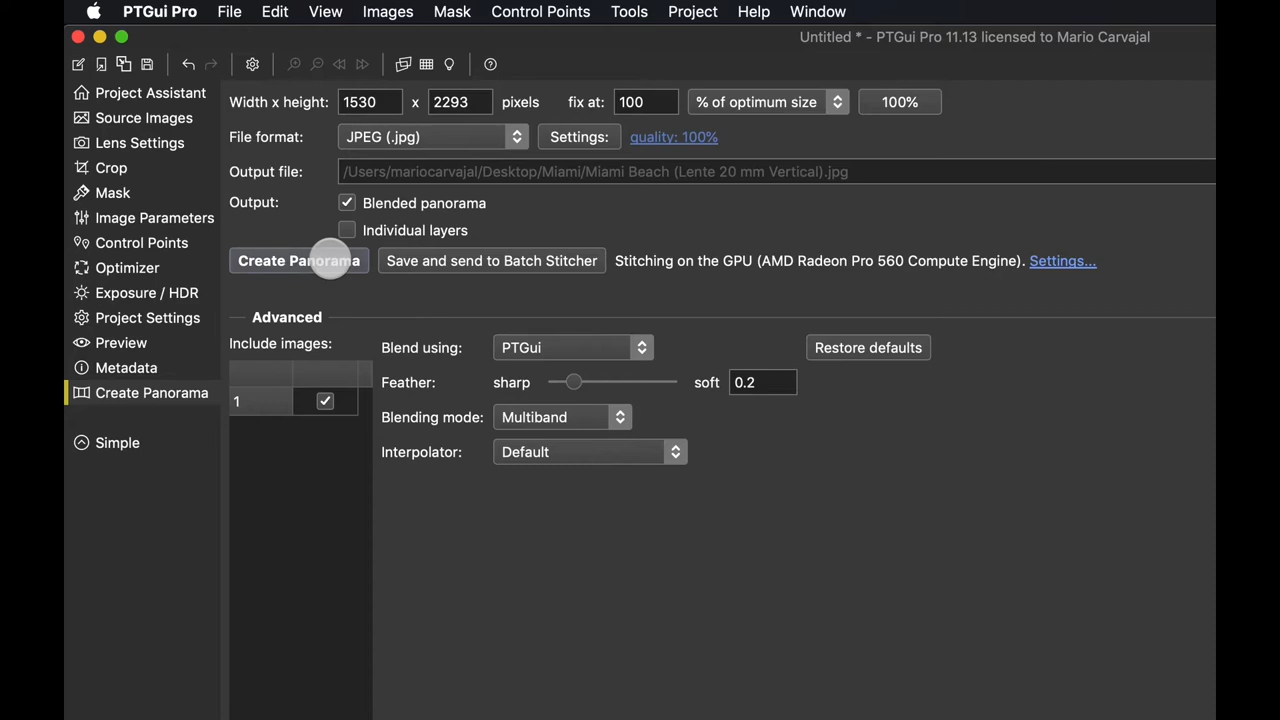 PTGui Pro File Edit View Images Mask Control Points Tools Project Help Window
Untitled * - PTGui Pro 11.13 licensed to Mario Carvajal
Project Assistant
Source Images
Lens Settings
Crop
Mask
Image Parameters
Control Points
Optimizer
Exposure / HDR
Project Settings
Preview
Metadata
Create Panorama
Simple
Width x height: 1530 x 2293 pixels fix at: 100 % of optimum size 100%
File format: JPEG (.jpg) Settings: quality: 100%
Output file: /Users/mariocarvajal/Desktop/Miami/Miami Beach (Lente 20 mm Vertical).jpg
Output: Blended panorama
Individual layers
Create Panorama Save and send to Batch Stitcher Stitching on the GPU (AMD Radeon Pro 560 Compute Engine). Settings...
Advanced
Include images:
1
Blend using: PTGui Restore defaults
Feather: sharp soft 0.2
Blending mode: Multiband
Interpolator: Default